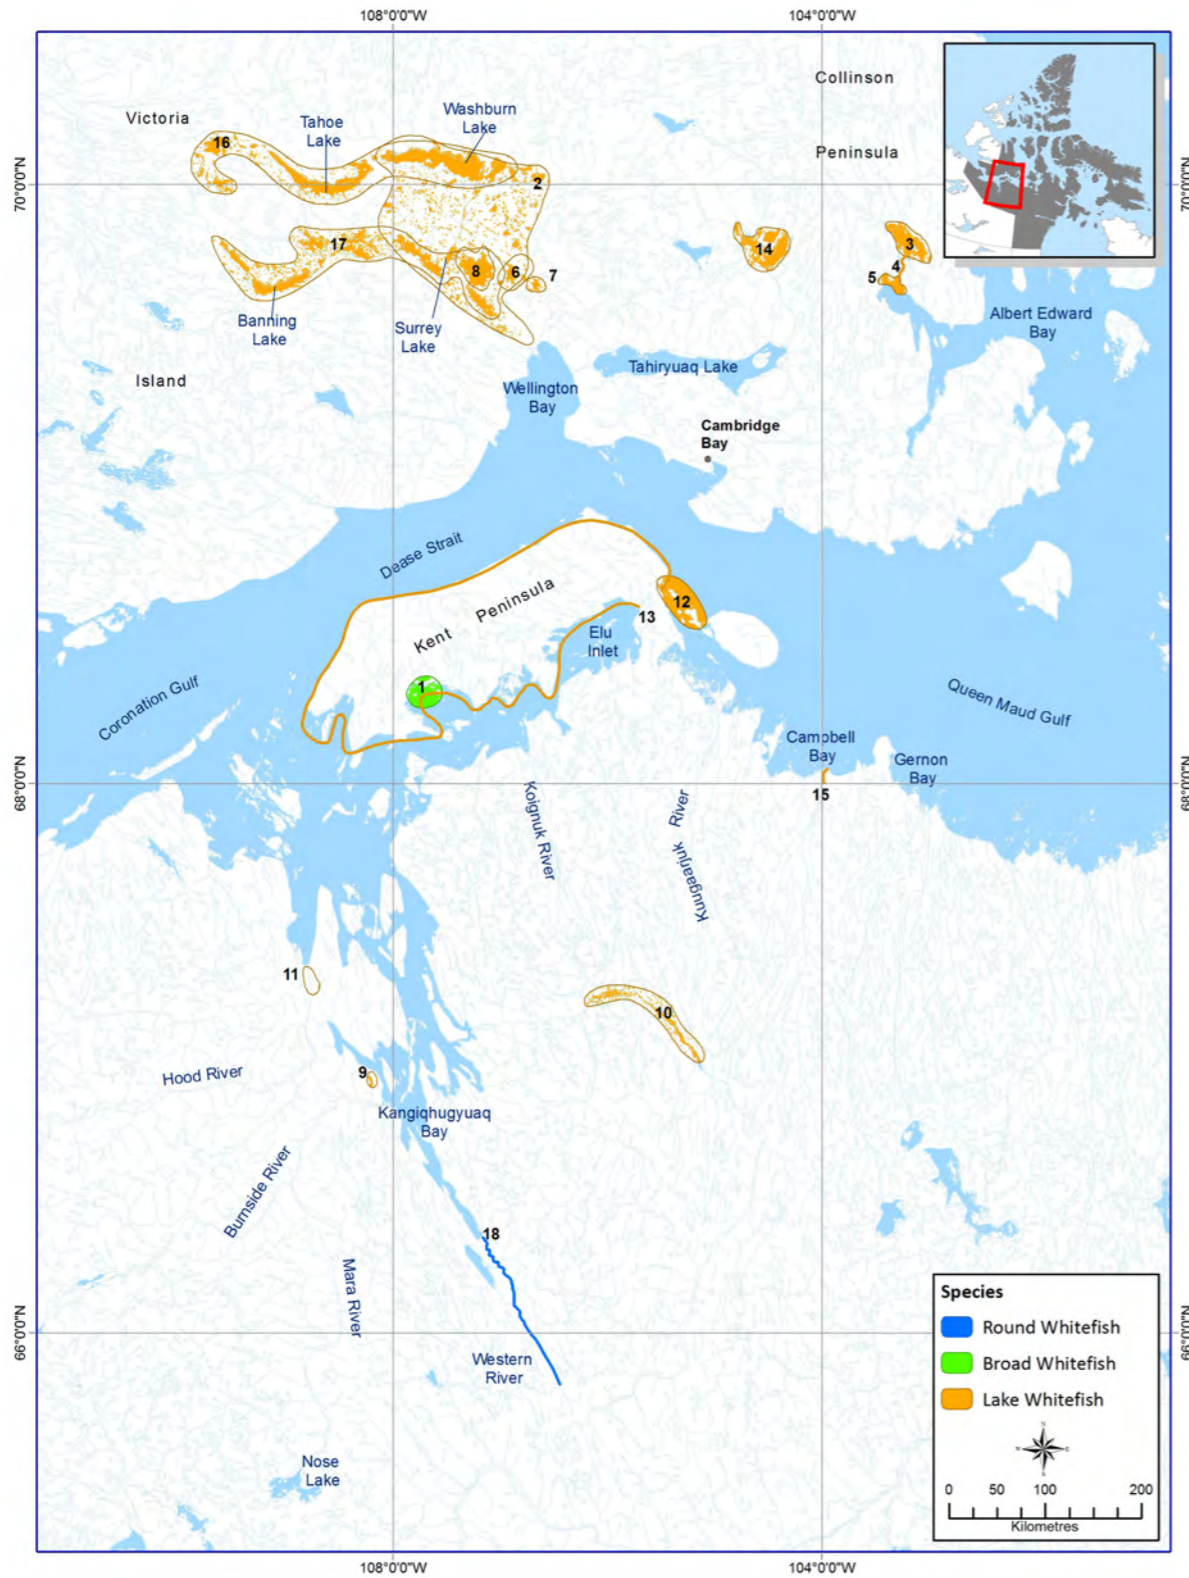 108°0'0"W
104°0'0"W
Collinson
Victoria
Washburn
Lake
Tahoe
Lake
16
Peninsula
70°0'0"N
70°0'0"N
2
17
14
3
4
8
6
7
5
Banning
Lake
Surrey
Lake
Albert Edward
Bay
Tahiryuaq Lake
Island
Wellington
Bay
Cambridge
Bay
Dease Strait
Kent Peninsula
12
13
Elu
Inlet
1
Coronation Gulf
Queen Maud Gulf
Campbell
Bay
Gernon
Bay
68°0'0"N
68°0'0"N
15
Koignuk River
Kuugaarjuk River
11
10
9
Hood River
Kangiqhugyuaq
Bay
Burnside River
18
Mara River
66°0'0"N
66°0'0"N
Western
River
Nose
Lake
Species
Round Whitefish
Broad Whitefish
Lake Whitefish
N
W
E
S
0 50 100 200
Kilometres
108°0'0"W
104°0'0"W